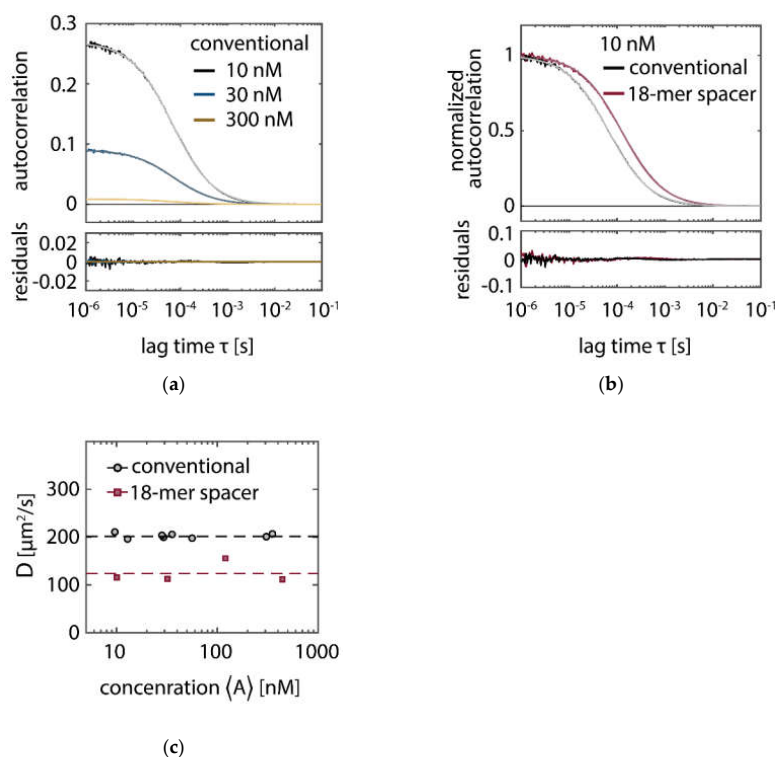 0.3
0.2
0.1
0
autocorrelation
conventional
10 nM
30 nM
300 nM
0.02
0
-0.02
residuals
10-6 10-5 10-4 10-3 10-2 10-1
lag time τ [s]
(a)
1
0.5
0
normalized
autocorrelation
10 nM
conventional
18-mer spacer
0.1
0
-0.1
residuals
10-6 10-5 10-4 10-3 10-2 10-1
lag time τ [s]
(b)
300
200
100
0
D [μm²/s]
conventional
18-mer spacer
10 100 1000
concenration ⟨A⟩ [nM]
(c)